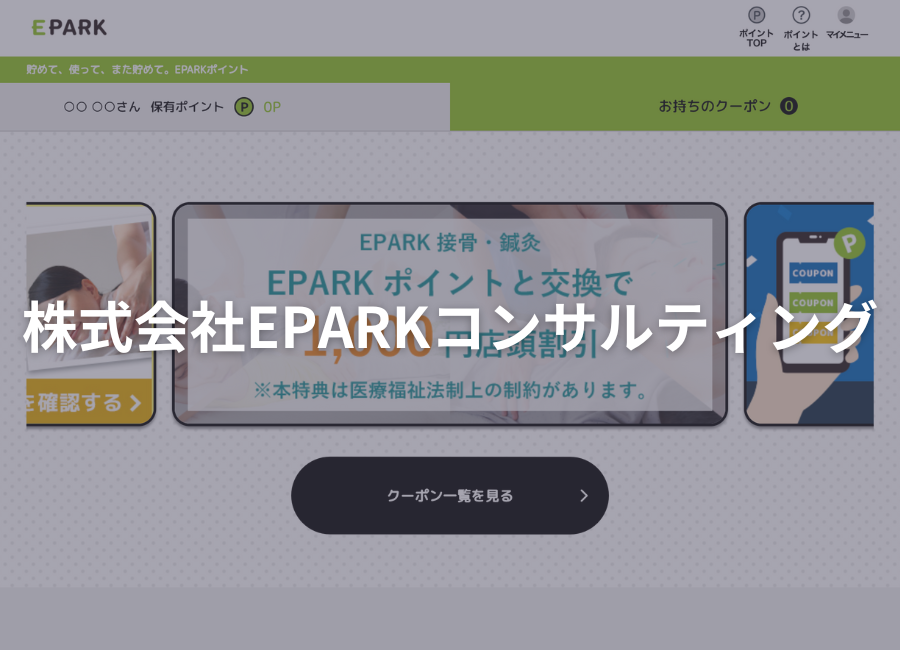 EPARK
ポイント
TOP
ポイント
とは
マイメニュー
貯めて、使って、また貯めて。EPARKポイント
〇〇 〇〇さん 保有ポイント P 0P
お持ちのクーポン 0
EPARK 接骨・鍼灸
EPARK ポイントと交換で
1,000 円店頭割引
※本特典は医療福祉法制上の制約があります。
を確認する
P
COUPON
COUPON
COUPON
株式会社EPARKコンサルティング
クーポン一覧を見る